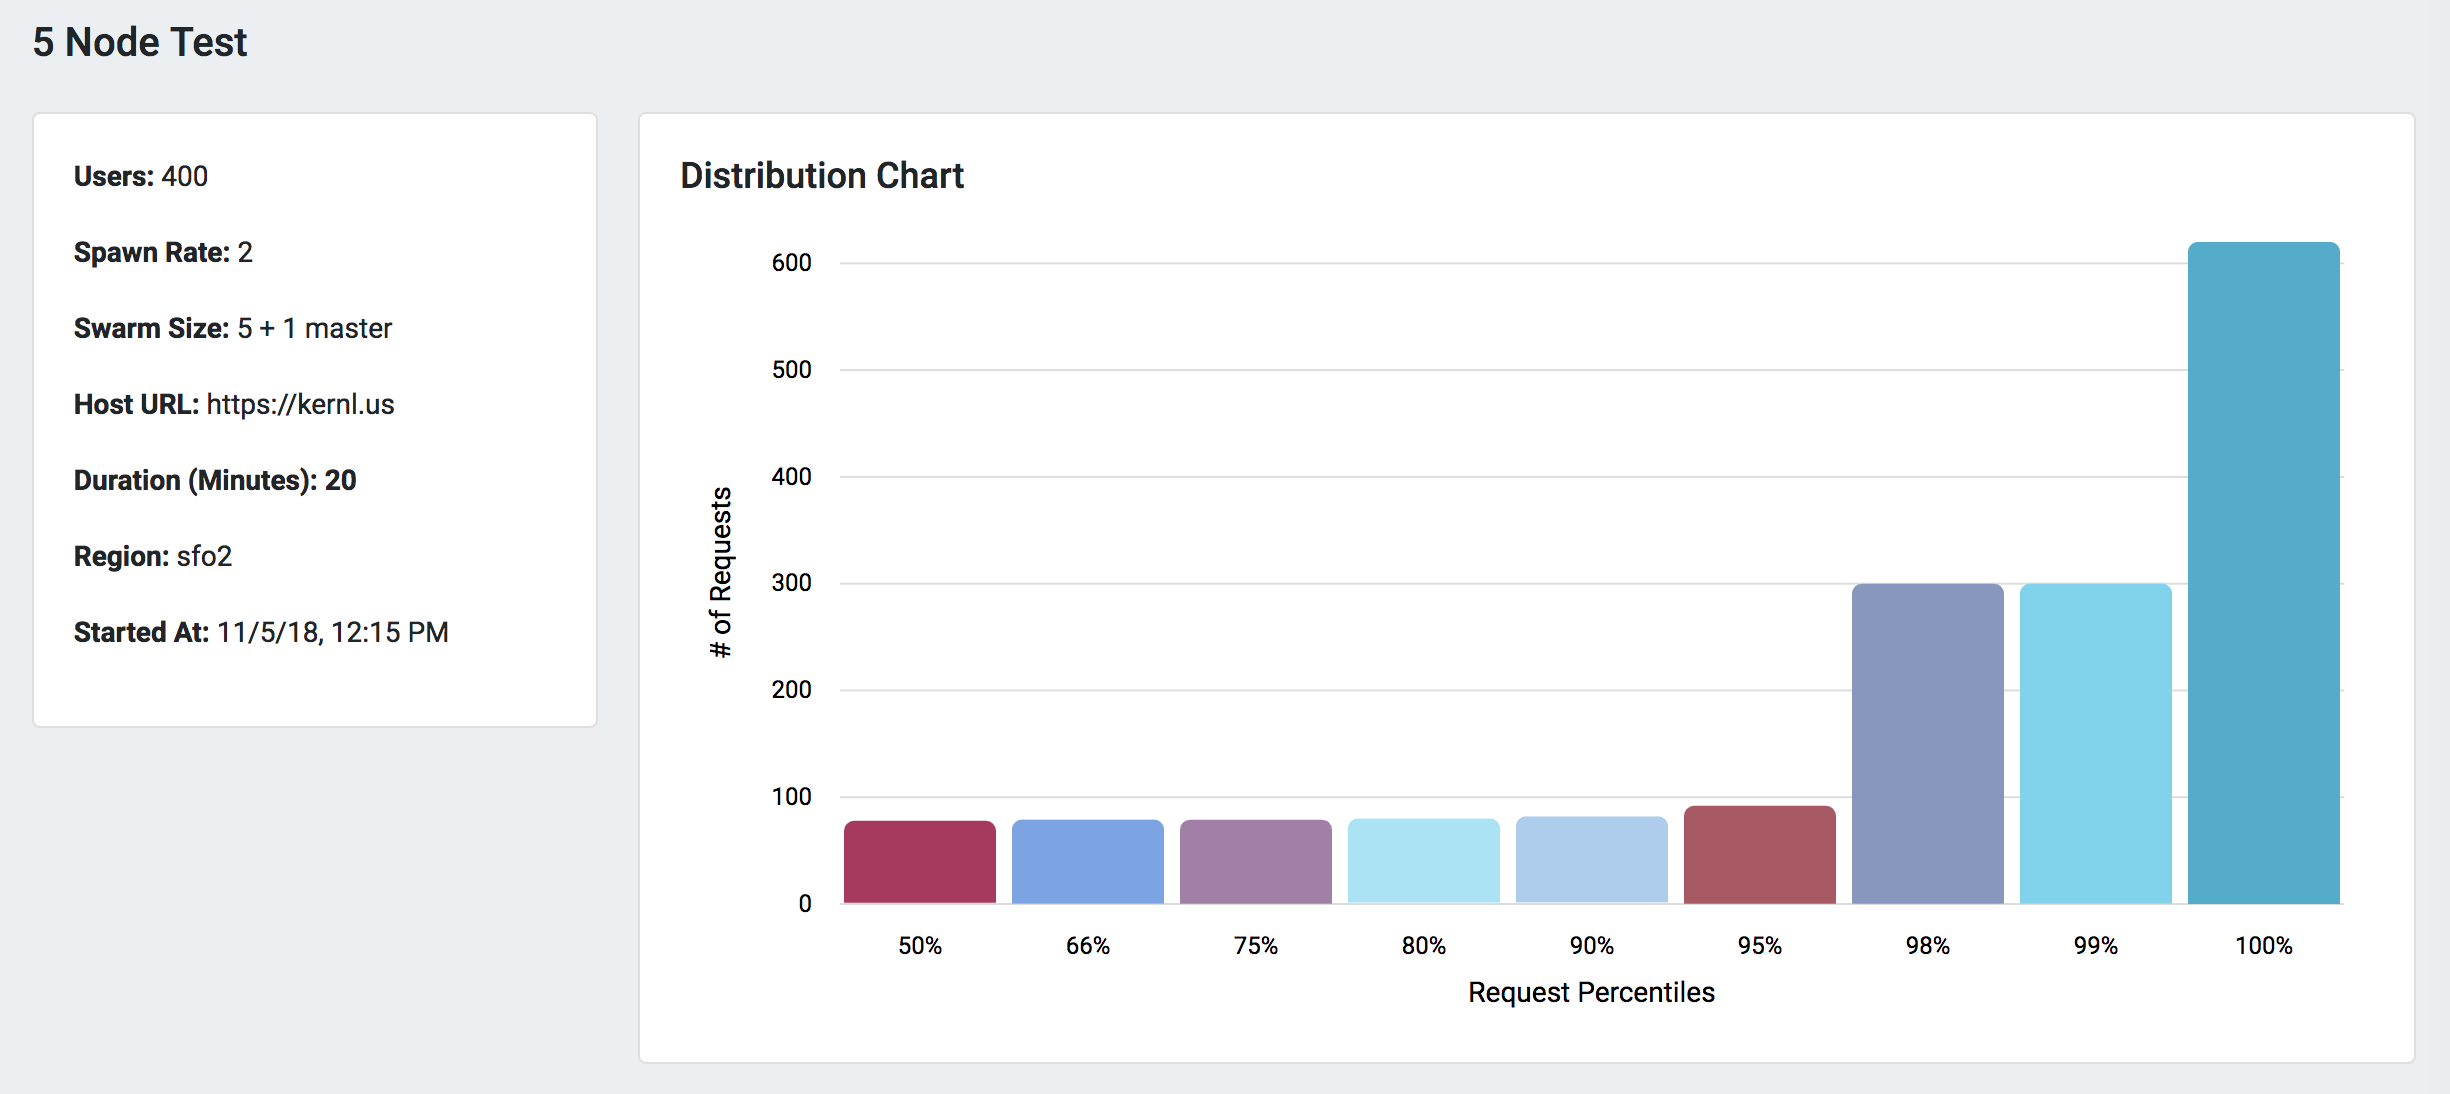 5 Node Test
Users: 400
Spawn Rate: 2
Swarm Size: 5 + 1 master
Host URL: https://kernl.us
Duration (Minutes): 20
Region: sfo2
Started At: 11/5/18, 12:15 PM
Distribution Chart
600
500
400
300
200
100
0
# of Requests
50% 66% 75% 80% 90% 95% 98% 99% 100%
Request Percentiles